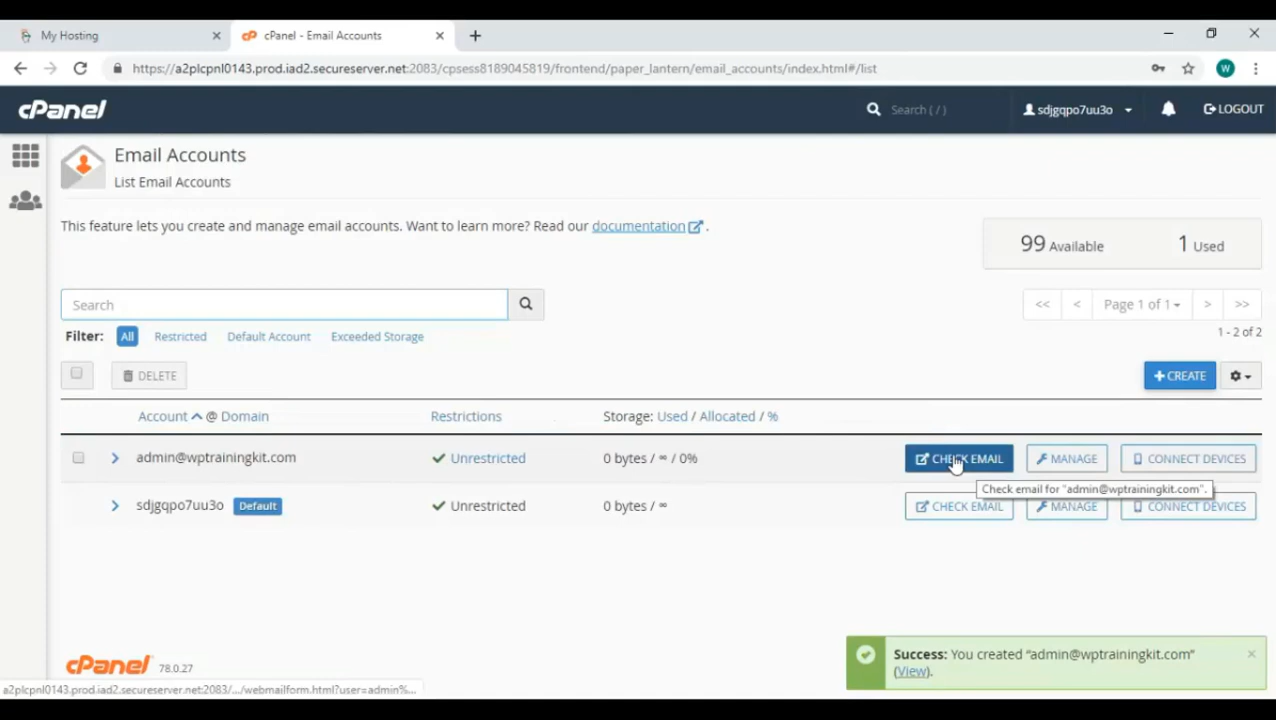 My Hosting
cPanel - Email Accounts
https://a2plcpnl0143.prod.iad2.secureserver.net:2083/cpsess8189045819/frontend/paper_lantern/email_accounts/index.html#/list
W
cPanel
Search ( / )
sdjgqpo7uu3o
LOGOUT
Email Accounts
List Email Accounts
This feature lets you create and manage email accounts. Want to learn more? Read our documentation .
99 Available
1 Used
Search
<< < Page 1 of 1 > >>
Filter: All Restricted Default Account Exceeded Storage
1 - 2 of 2
DELETE
+ CREATE
Account @ Domain
Restrictions
Storage: Used / Allocated / %
admin@wptrainingkit.com
Unrestricted
0 bytes / ∞ / 0%
CHECK EMAIL
MANAGE
CONNECT DEVICES
Check email for "admin@wptrainingkit.com".
sdjgqpo7uu3o
Default
Unrestricted
0 bytes / ∞
CHECK EMAIL
MANAGE
CONNECT DEVICES
cPanel 78.0.27
Success: You created “admin@wptrainingkit.com”
(View).
a2plcpnl0143.prod.iad2.secureserver.net:2083/.../webmailform.html?user=admin%...